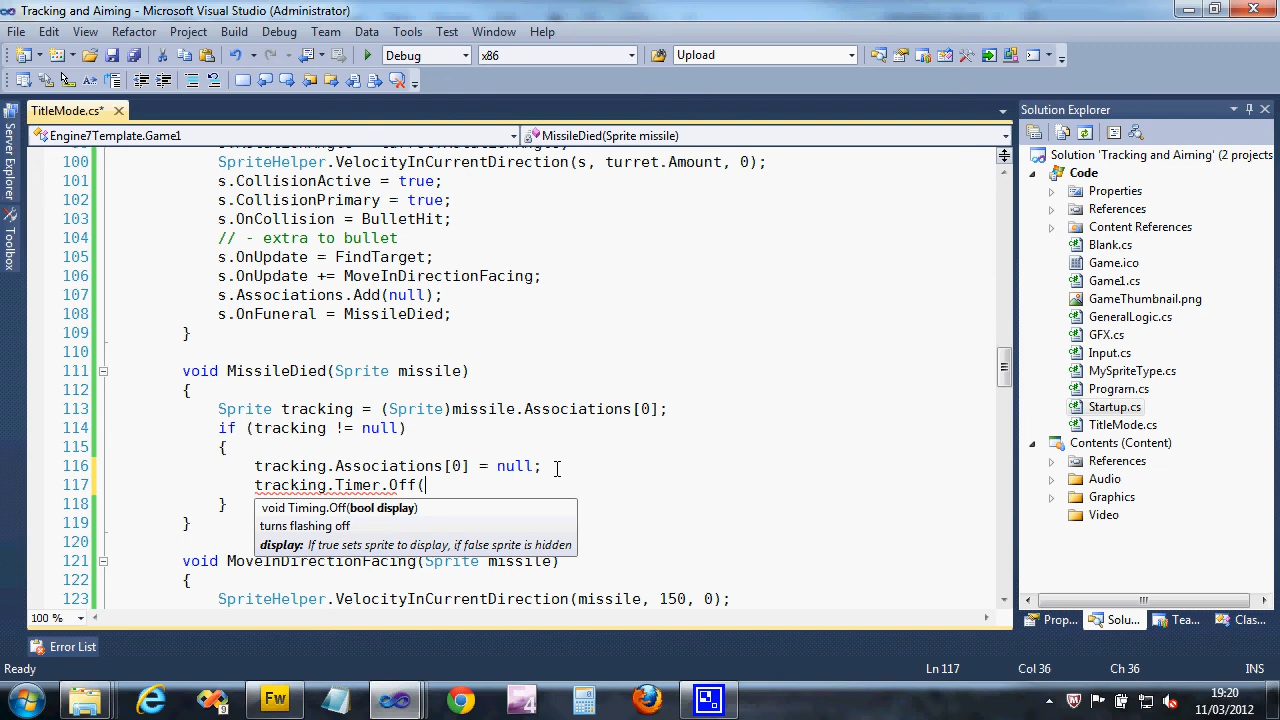 Tracking and Aiming - Microsoft Visual Studio (Administrator)
File Edit View Refactor Project Build Debug Team Data Tools Test Window Help
Debug x86 Upload
TitleMode.cs* Solution Explorer
Engine7Template.Game1 MissileDied(Sprite missile)
Server Explorer
Toolbox
100 SpriteHelper.VelocityInCurrentDirection(s, turret.Amount, 0);
101 s.CollisionActive = true;
102 s.CollisionPrimary = true;
103 s.OnCollision = BulletHit;
104 // - extra to bullet
105 s.OnUpdate = FindTarget;
106 s.OnUpdate += MoveInDirectionFacing;
107 s.Associations.Add(null);
108 s.OnFuneral = MissileDied;
109 }
110
111 void MissileDied(Sprite missile)
112 {
113 Sprite tracking = (Sprite)missile.Associations[0];
114 if (tracking != null)
115 {
116 tracking.Associations[0] = null;
117 tracking.Timer.Off(
void Timing.Off(bool display)
turns flashing off
display: If true sets sprite to display, if false sprite is hidden
118 }
119 }
120
121 void MoveInDirectionFacing(Sprite missile)
122 {
123 SpriteHelper.VelocityInCurrentDirection(missile, 150, 0);
100 %
Solution 'Tracking and Aiming' (2 projects
Code
Properties
References
Content References
Blank.cs
Game.ico
Game1.cs
GameThumbnail.png
GeneralLogic.cs
GFX.cs
Input.cs
MySpriteType.cs
Program.cs
Startup.cs
TitleMode.cs
Contents (Content)
References
Audio
Graphics
Video
Prop... Solu... Tea... Clas...
Error List
Ready Ln 117 Col 36 Ch 36 INS
Fw
19:20
11/03/2012